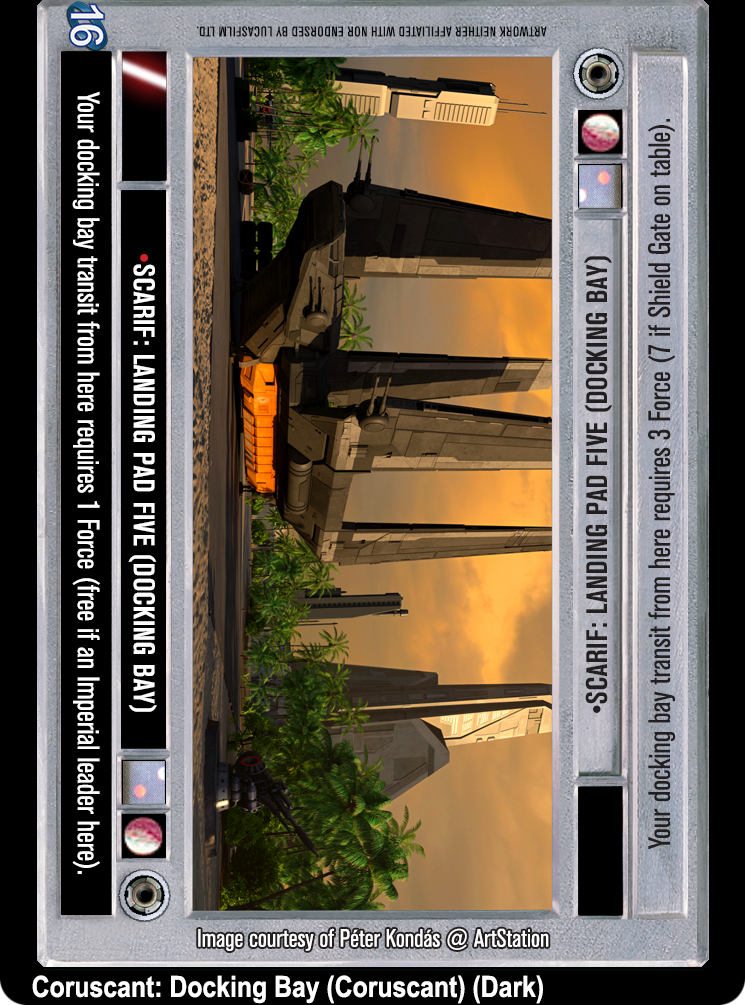 16
ARTWORK NEITHER AFFILIATED WITH NOR ENDORSED BY LUCASFILM LTD.
Your docking bay transit from here requires 3 Force (7 if Shield Gate on table).
•SCARIF: LANDING PAD FIVE (DOCKING BAY)
•SCARIF: LANDING PAD FIVE (DOCKING BAY)
Your docking bay transit from here requires 1 Force (free if an Imperial leader here).
Image courtesy of Péter Kondás @ ArtStation
Coruscant: Docking Bay (Coruscant) (Dark)